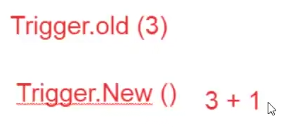 Trigger.old (3)
Trigger.New () 3 + 1